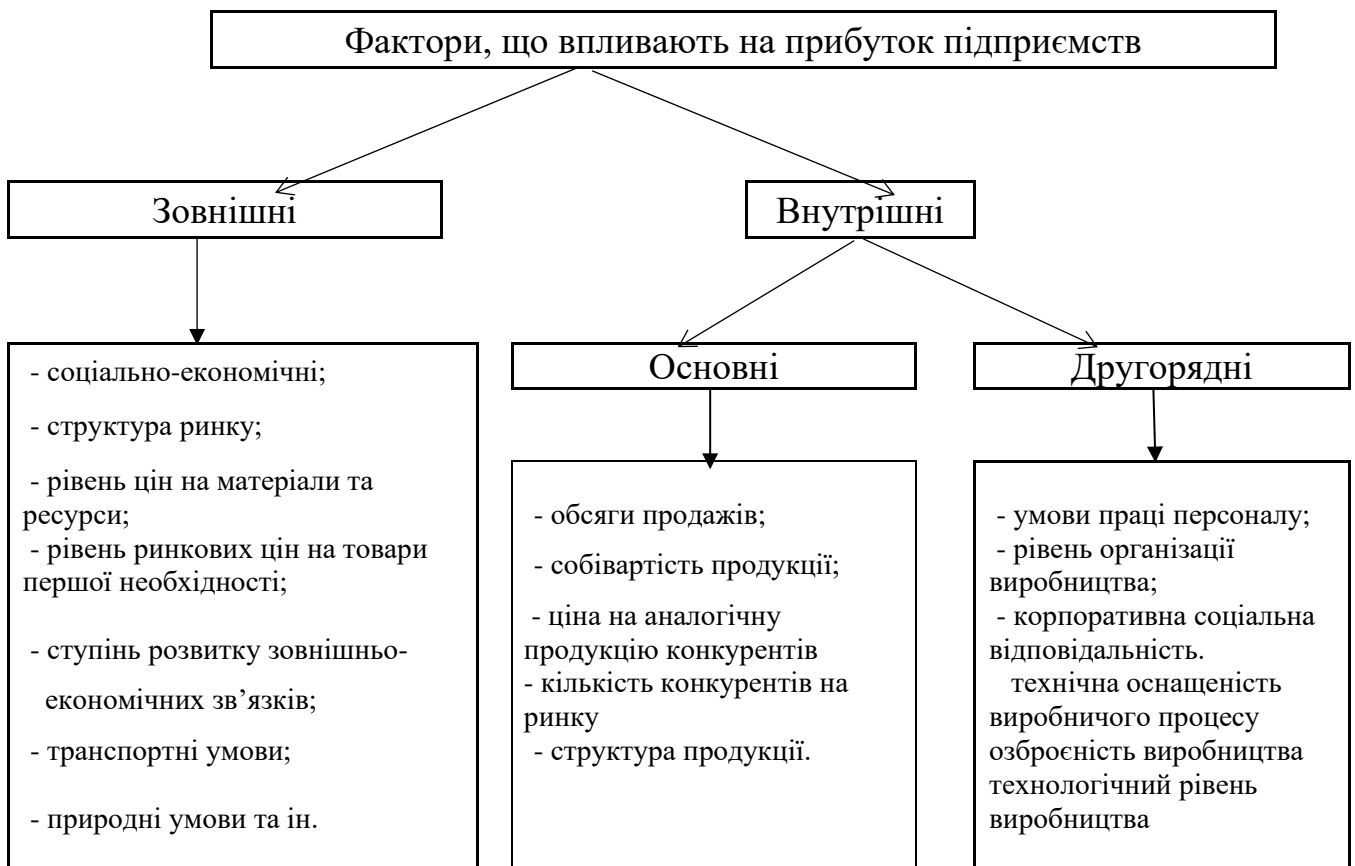 Фактори, що впливають на прибуток підприємств
Зовнішні
Внутрішні
- соціально-економічні;
- структура ринку;
- рівень цін на матеріали та
ресурси;
- рівень ринкових цін на товари
першої необхідності;
- ступінь розвитку зовнішньо-
економічних зв’язків;
- транспортні умови;
- природні умови та ін.
Основні
- обсяги продажів;
- собівартість продукції;
- ціна на аналогічну
продукцію конкурентів
- кількість конкурентів на
ринку
- структура продукції.
Другорядні
- умови праці персоналу;
- рівень організації
виробництва;
- корпоративна соціальна
відповідальність.
технічна оснащеність
виробничого процесу
озброєність виробництва
технологічний рівень
виробництва